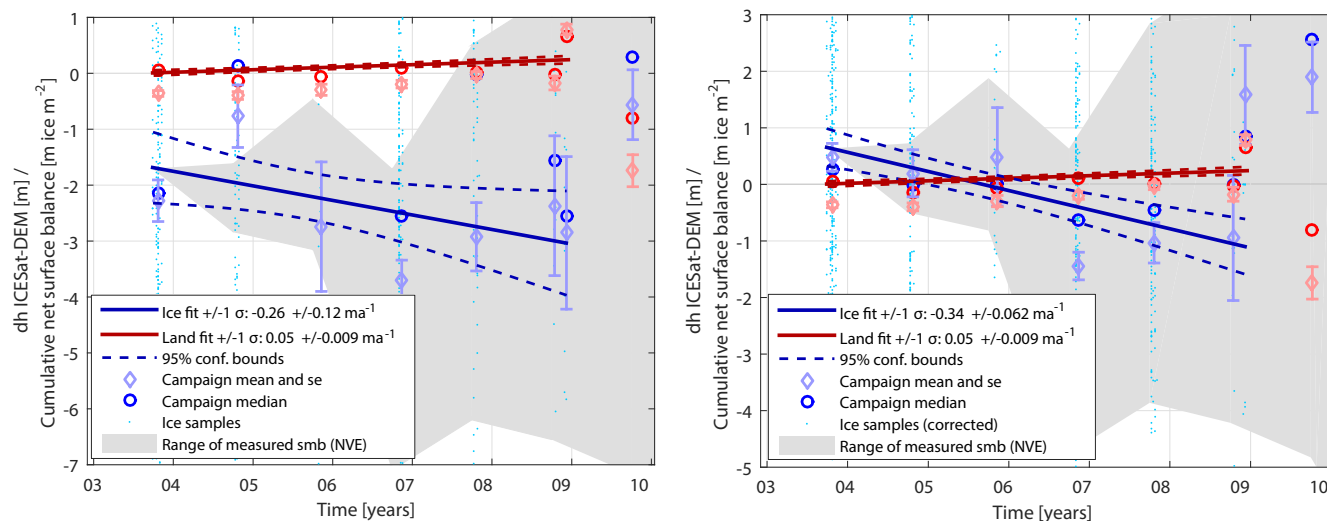 dh ICESat-DEM [m] /
Cumulative net surface balance [m ice m-2]
1
0
-1
-2
-3
-4
-5
-6
-7
Ice fit +/-1 σ: -0.26 +/-0.12 ma-1
Land fit +/-1 σ: 0.05 +/-0.009 ma-1
95% conf. bounds
Campaign mean and se
Campaign median
Ice samples
Range of measured smb (NVE)
03 04 05 06 07 08 09 10
Time [years]
dh ICESat-DEM [m] /
Cumulative net surface balance [m ice m-2]
3
2
1
0
-1
-2
-3
-4
-5
Ice fit +/-1 σ: -0.34 +/-0.062 ma-1
Land fit +/-1 σ: 0.05 +/-0.009 ma-1
95% conf. bounds
Campaign mean and se
Campaign median
Ice samples (corrected)
Range of measured smb (NVE)
03 04 05 06 07 08 09 10
Time [years]